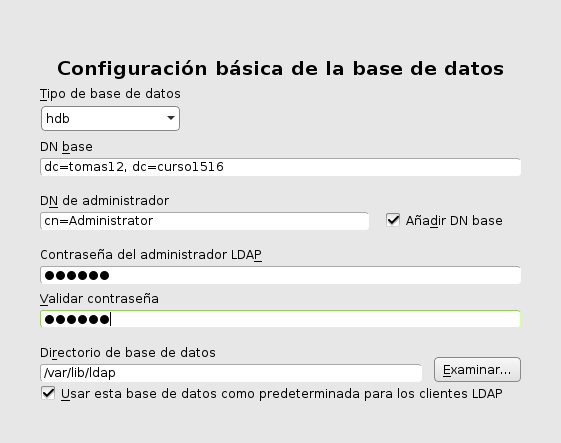 Configuración básica de la base de datos
Tipo de base de datos
hdb
DN base
dc=tomas12, dc=curso1516
DN de administrador
cn=Administrator
Añadir DN base
Contraseña del administrador LDAP
●●●●●●
Validar contraseña
●●●●●●
Directorio de base de datos
/var/lib/ldap
Examinar...
Usar esta base de datos como predeterminada para los clientes LDAP